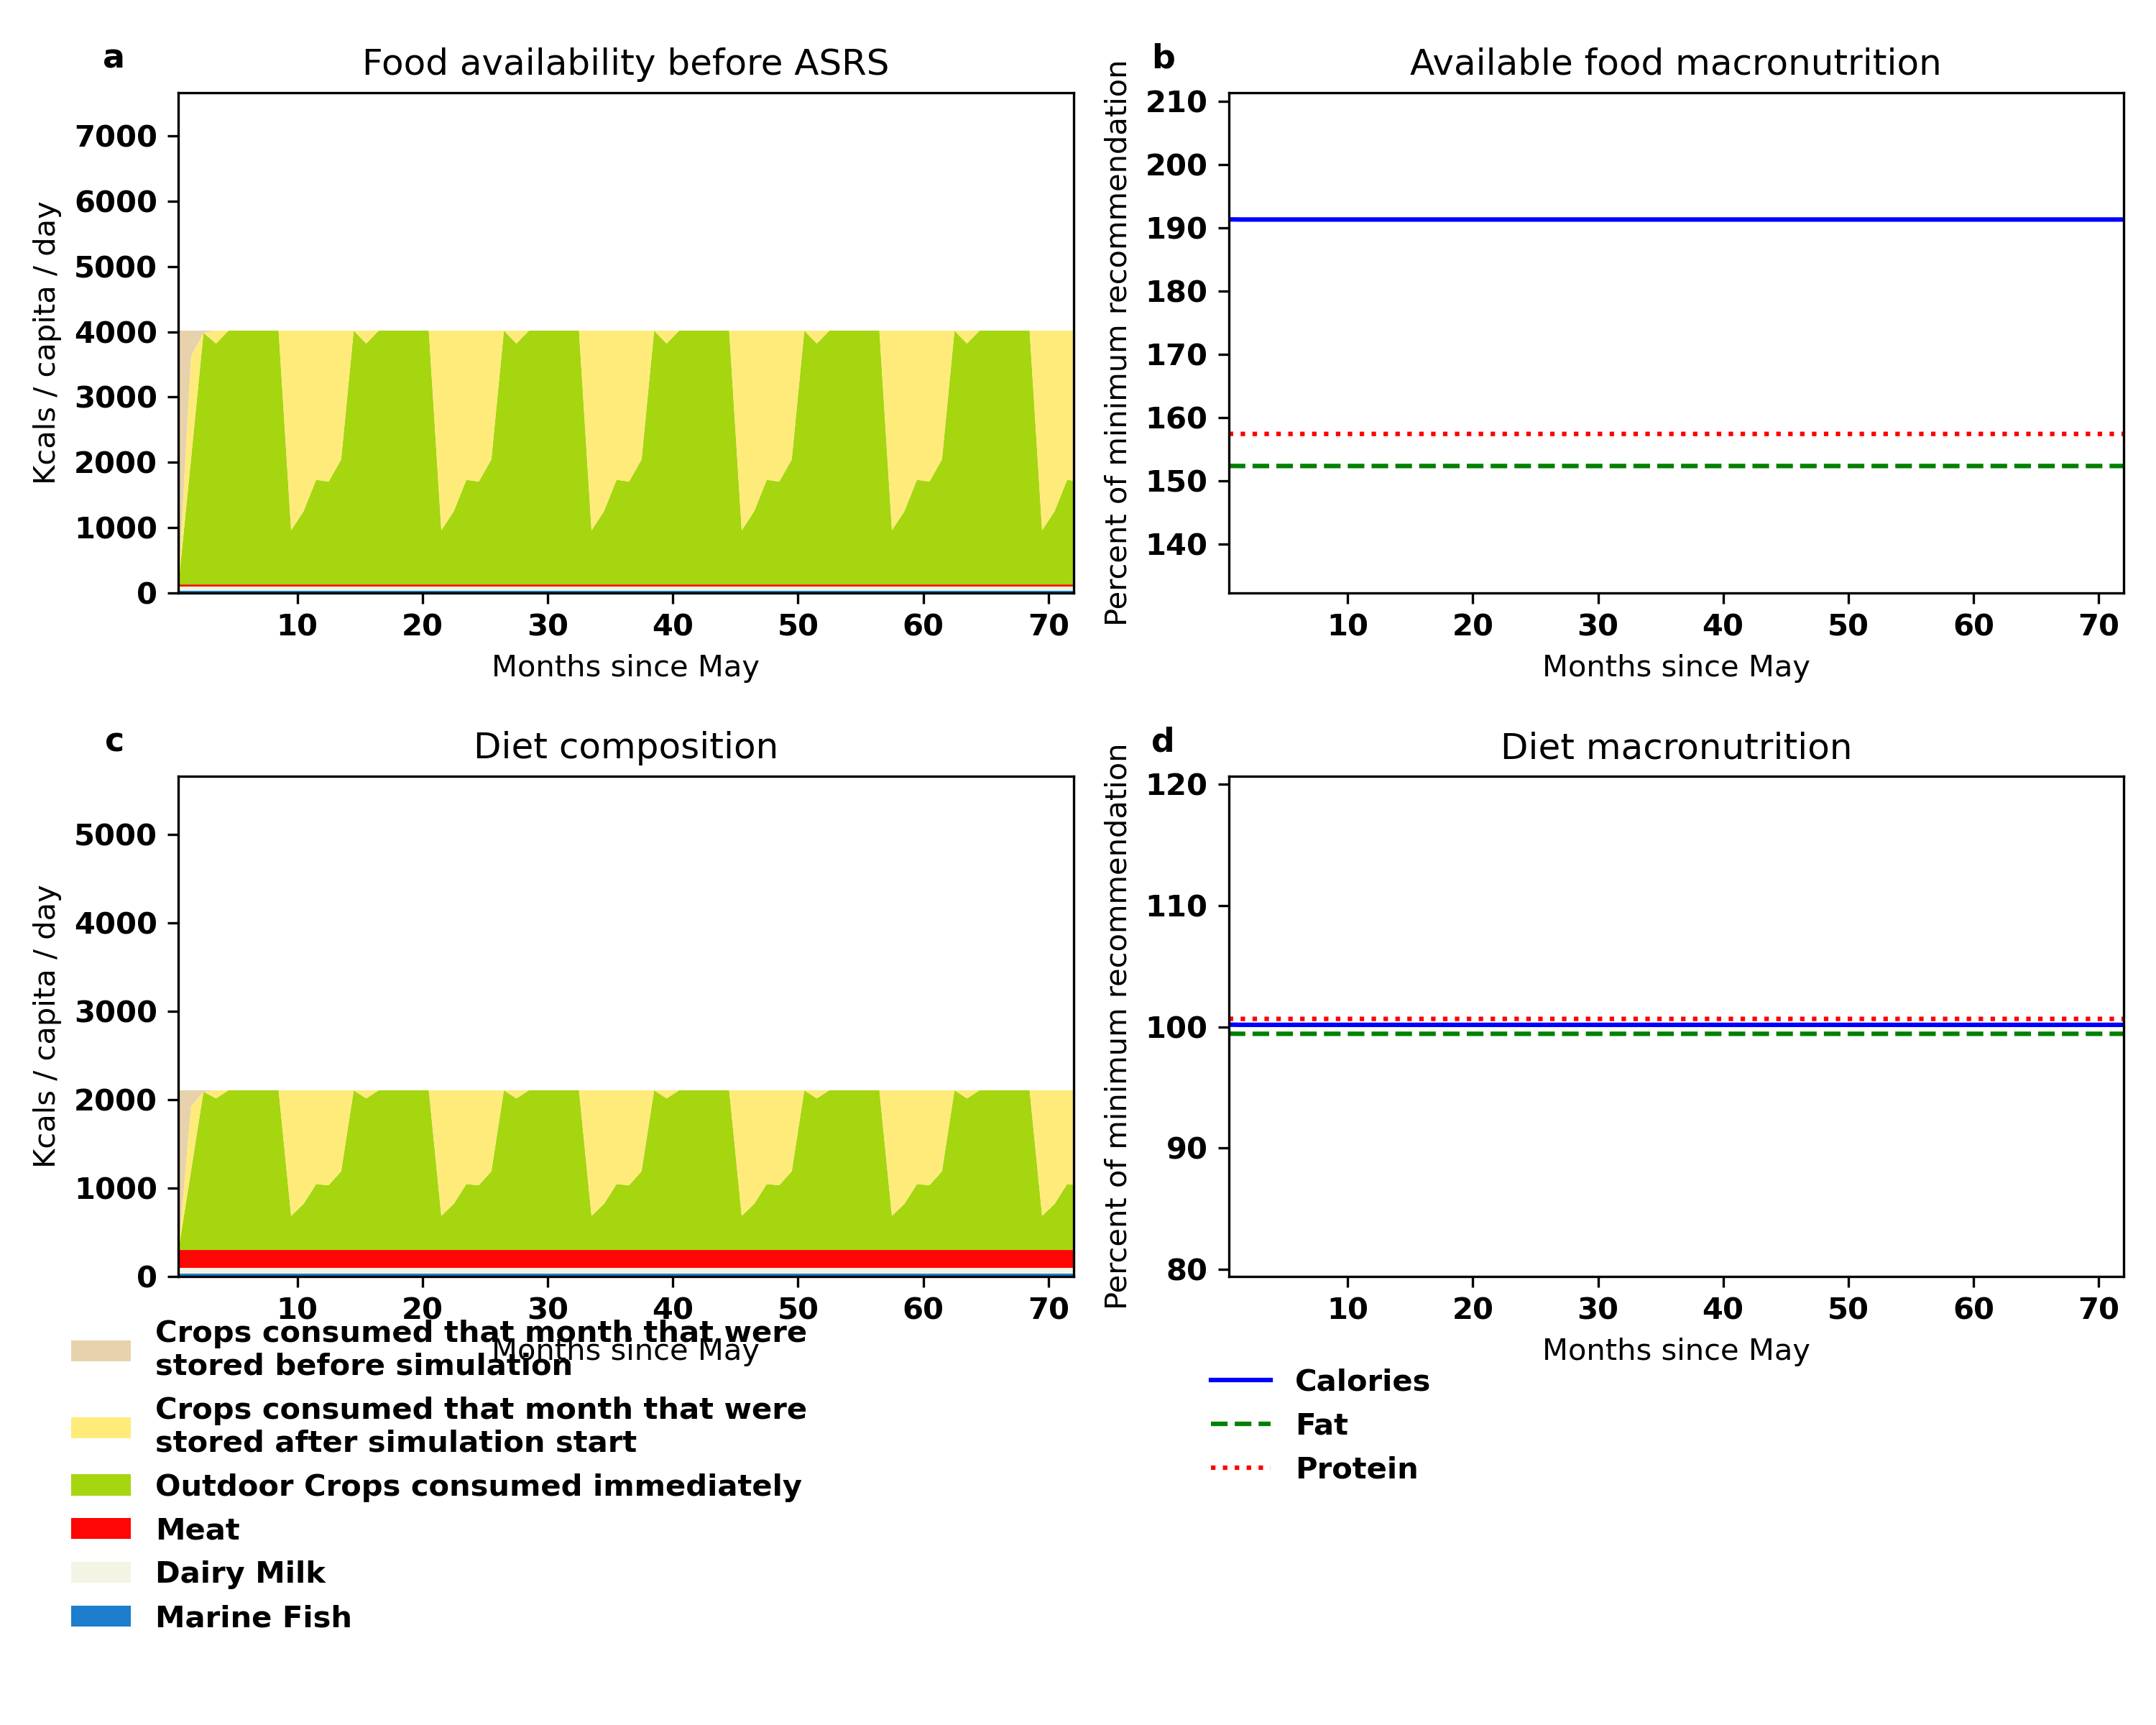 a
Food availability before ASRS
Kcals / capita / day
7000
6000
5000
4000
3000
2000
1000
0
10 20 30 40 50 60 70
Months since May
b
Available food macronutrition
Percent of minimum recommendation
210
200
190
180
170
160
150
140
10 20 30 40 50 60 70
Months since May
c
Diet composition
Kcals / capita / day
5000
4000
3000
2000
1000
0
10 20 30 40 50 60 70
Months since May
d
Diet macronutrition
Percent of minimum recommendation
120
110
100
90
80
10 20 30 40 50 60 70
Months since May
Crops consumed that month that were
stored before simulation
Crops consumed that month that were
stored after simulation start
Outdoor Crops consumed immediately
Meat
Dairy Milk
Marine Fish
Calories
Fat
Protein